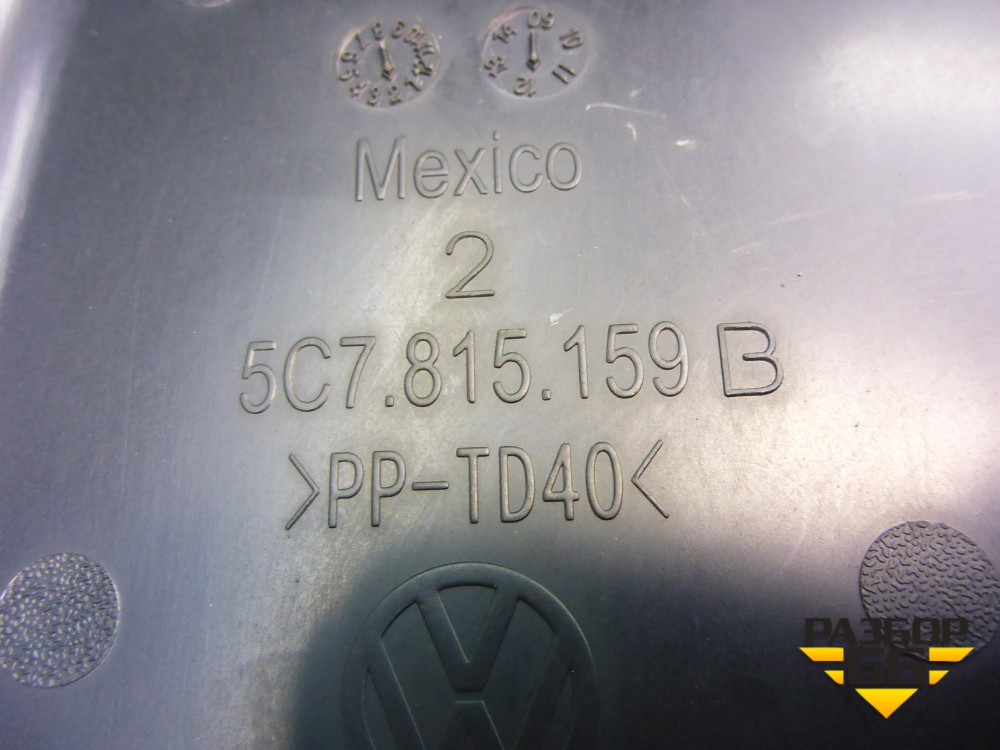 Mexico
2
5C7.815.159 B
>PP-TD40<
РАЗБОР
66